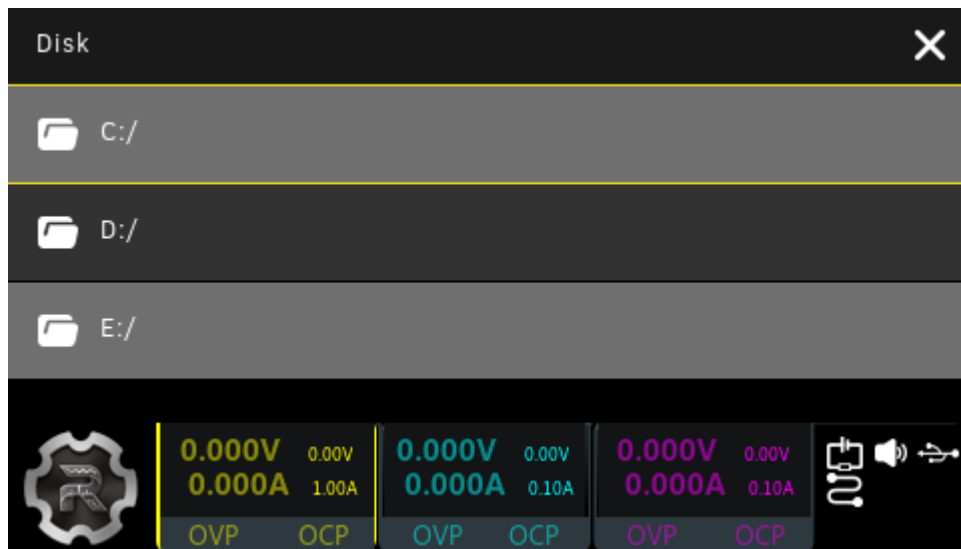 Disk
C:/
D:/
E:/
0.000V 0.00V 0.000V 0.00V 0.000V 0.00V
0.000A 1.00A 0.000A 0.10A 0.000A 0.10A
OVP OCP OVP OCP OVP OCP